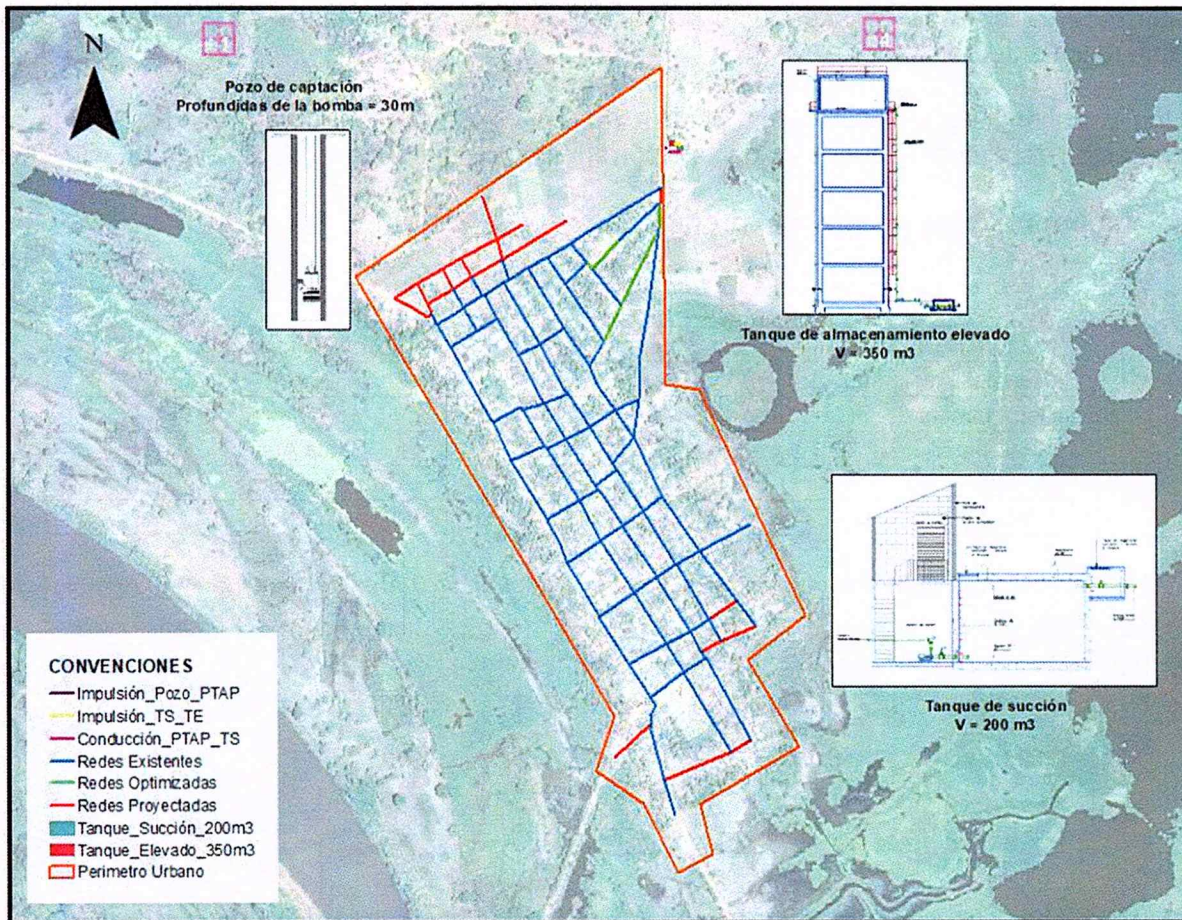 N
Pozo de captación
Profundidas de la bomba = 30m
Tanque de almacenamiento elevado
V = 350 m3
Tanque de succión
V = 200 m3
CONVENCIONES
Impulsión_Pozo_PTAP
Impulsión_TS_TE
Conducción_PTAP_TS
Redes Existentes
Redes Optimizadas
Redes Proyectadas
Tanque_Succión_200m3
Tanque_Elevado_350m3
Perimetro Urbano